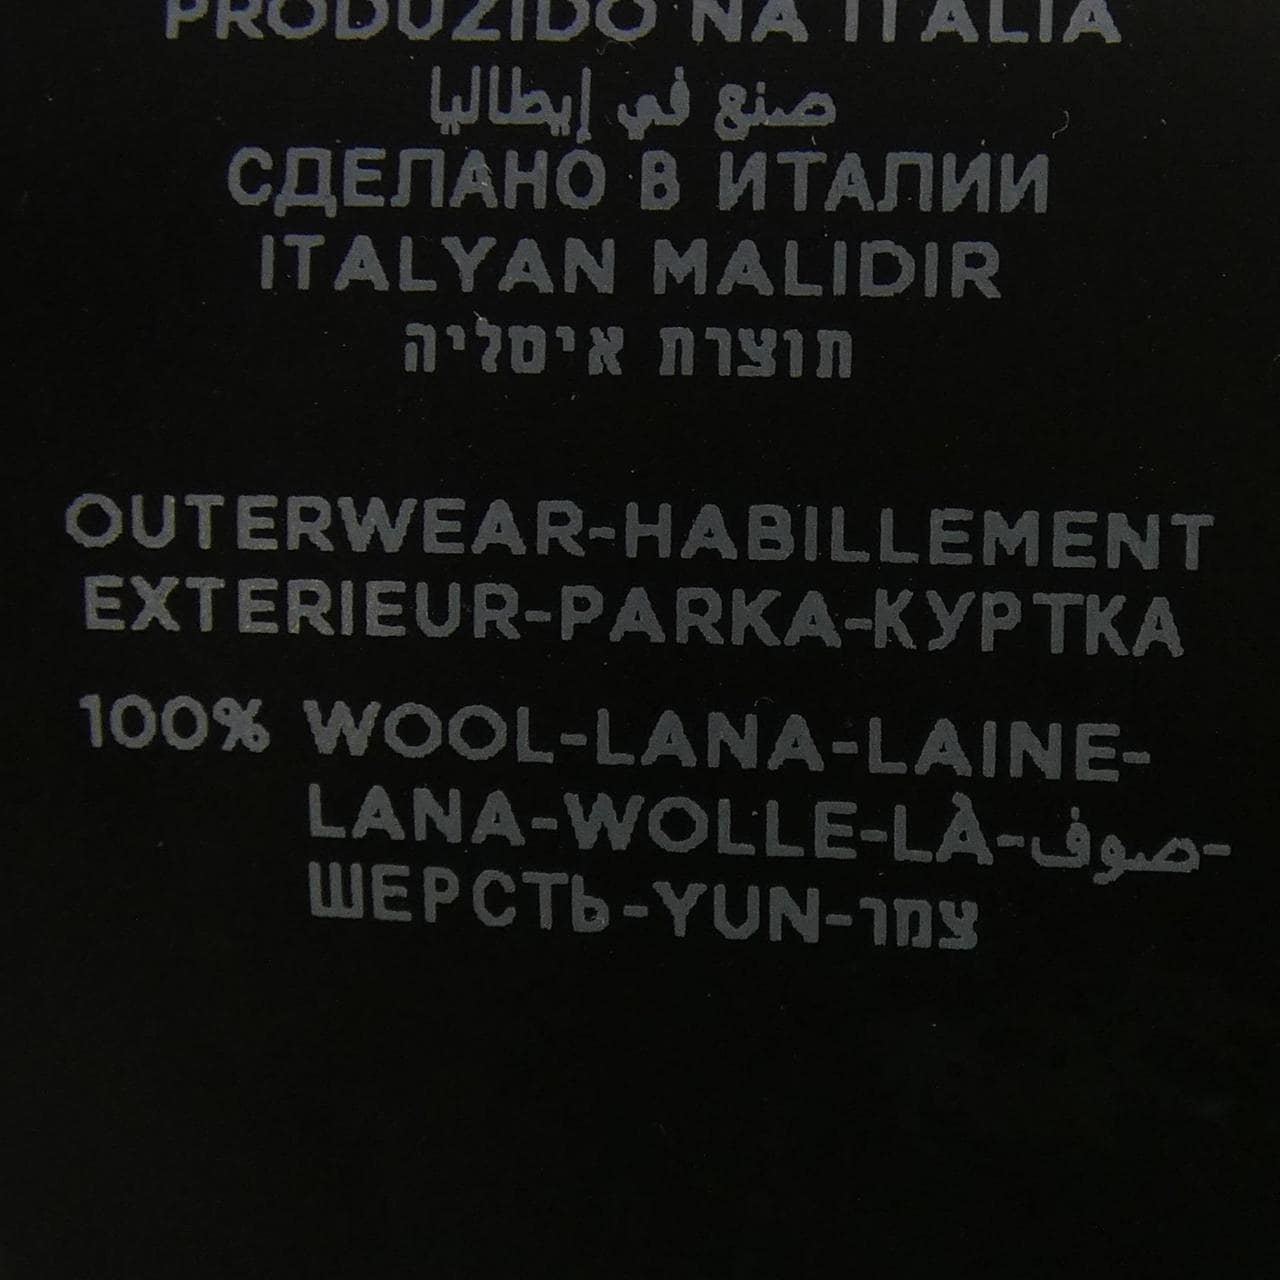 PRODUZIDO NA ITALIA
صنع في إيطاليا
СДЕЛАНО В ИТАЛИИ
ITALYAN MALIDIR
תוצרת איטליה
OUTERWEAR-HABILLEMENT
EXTERIEUR-PARKA-КУРТКА
100% WOOL-LANA-LAINE-
LANA-WOLLE-LÀ-صوف-
ШЕРСТЬ-YUN-צמר